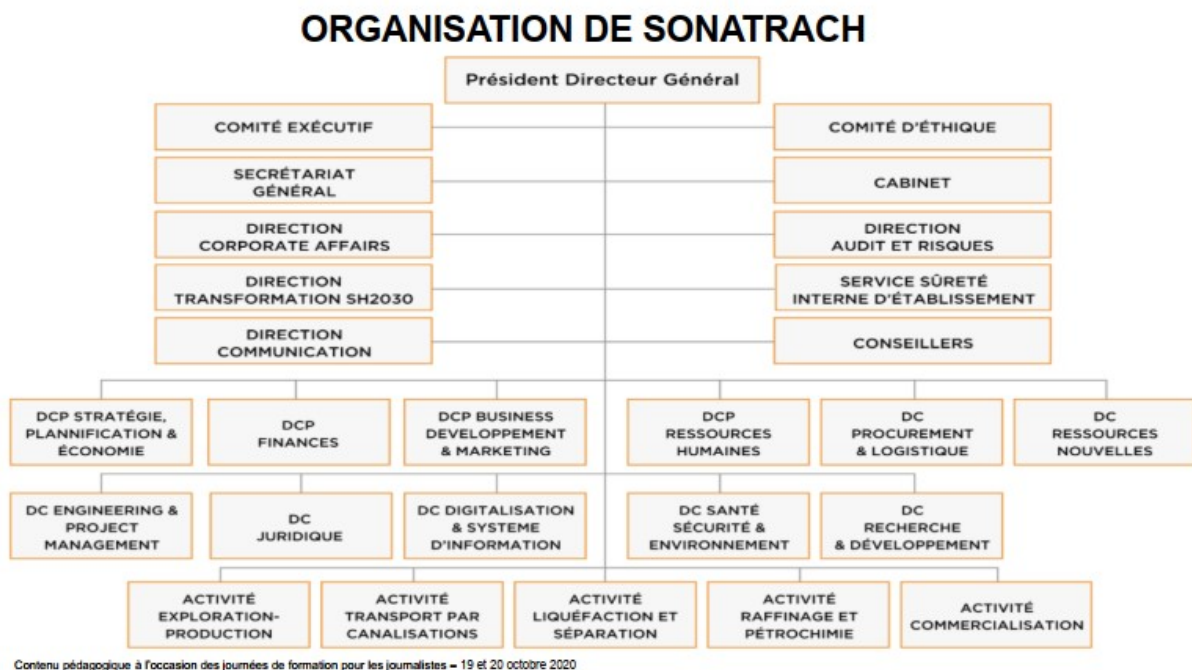 ORGANISATION DE SONATRACH
Président Directeur Général
COMITÉ EXÉCUTIF
COMITÉ D'ÉTHIQUE
SECRÉTARIAT
GÉNÉRAL
CABINET
DIRECTION
CORPORATE AFFAIRS
DIRECTION
AUDIT ET RISQUES
DIRECTION
TRANSFORMATION SH2030
SERVICE SÛRETÉ
INTERNE D'ÉTABLISSEMENT
DIRECTION
COMMUNICATION
CONSEILLERS
DCP STRATÉGIE,
PLANNIFICATION &
ÉCONOMIE
DCP
FINANCES
DCP BUSINESS
DEVELOPPEMENT
& MARKETING
DCP
RESSOURCES
HUMAINES
DC
PROCUREMENT
& LOGISTIQUE
DC
RESSOURCES
NOUVELLES
DC ENGINEERING &
PROJECT
MANAGEMENT
DC
JURIDIQUE
DC DIGITALISATION
& SYSTEME
D'INFORMATION
DC SANTÉ
SÉCURITÉ &
ENVIRONNEMENT
DC
RECHERCHE
& DÉVELOPPEMENT
ACTIVITÉ
EXPLORATION-
PRODUCTION
ACTIVITÉ
TRANSPORT PAR
CANALISATIONS
ACTIVITÉ
LIQUÉFACTION ET
SÉPARATION
ACTIVITÉ
RAFFINAGE ET
PÉTROCHIMIE
ACTIVITÉ
COMMERCIALISATION
Contenu pédagogique à l'occasion des journées de formation pour les journalistes – 19 et 20 octobre 2020